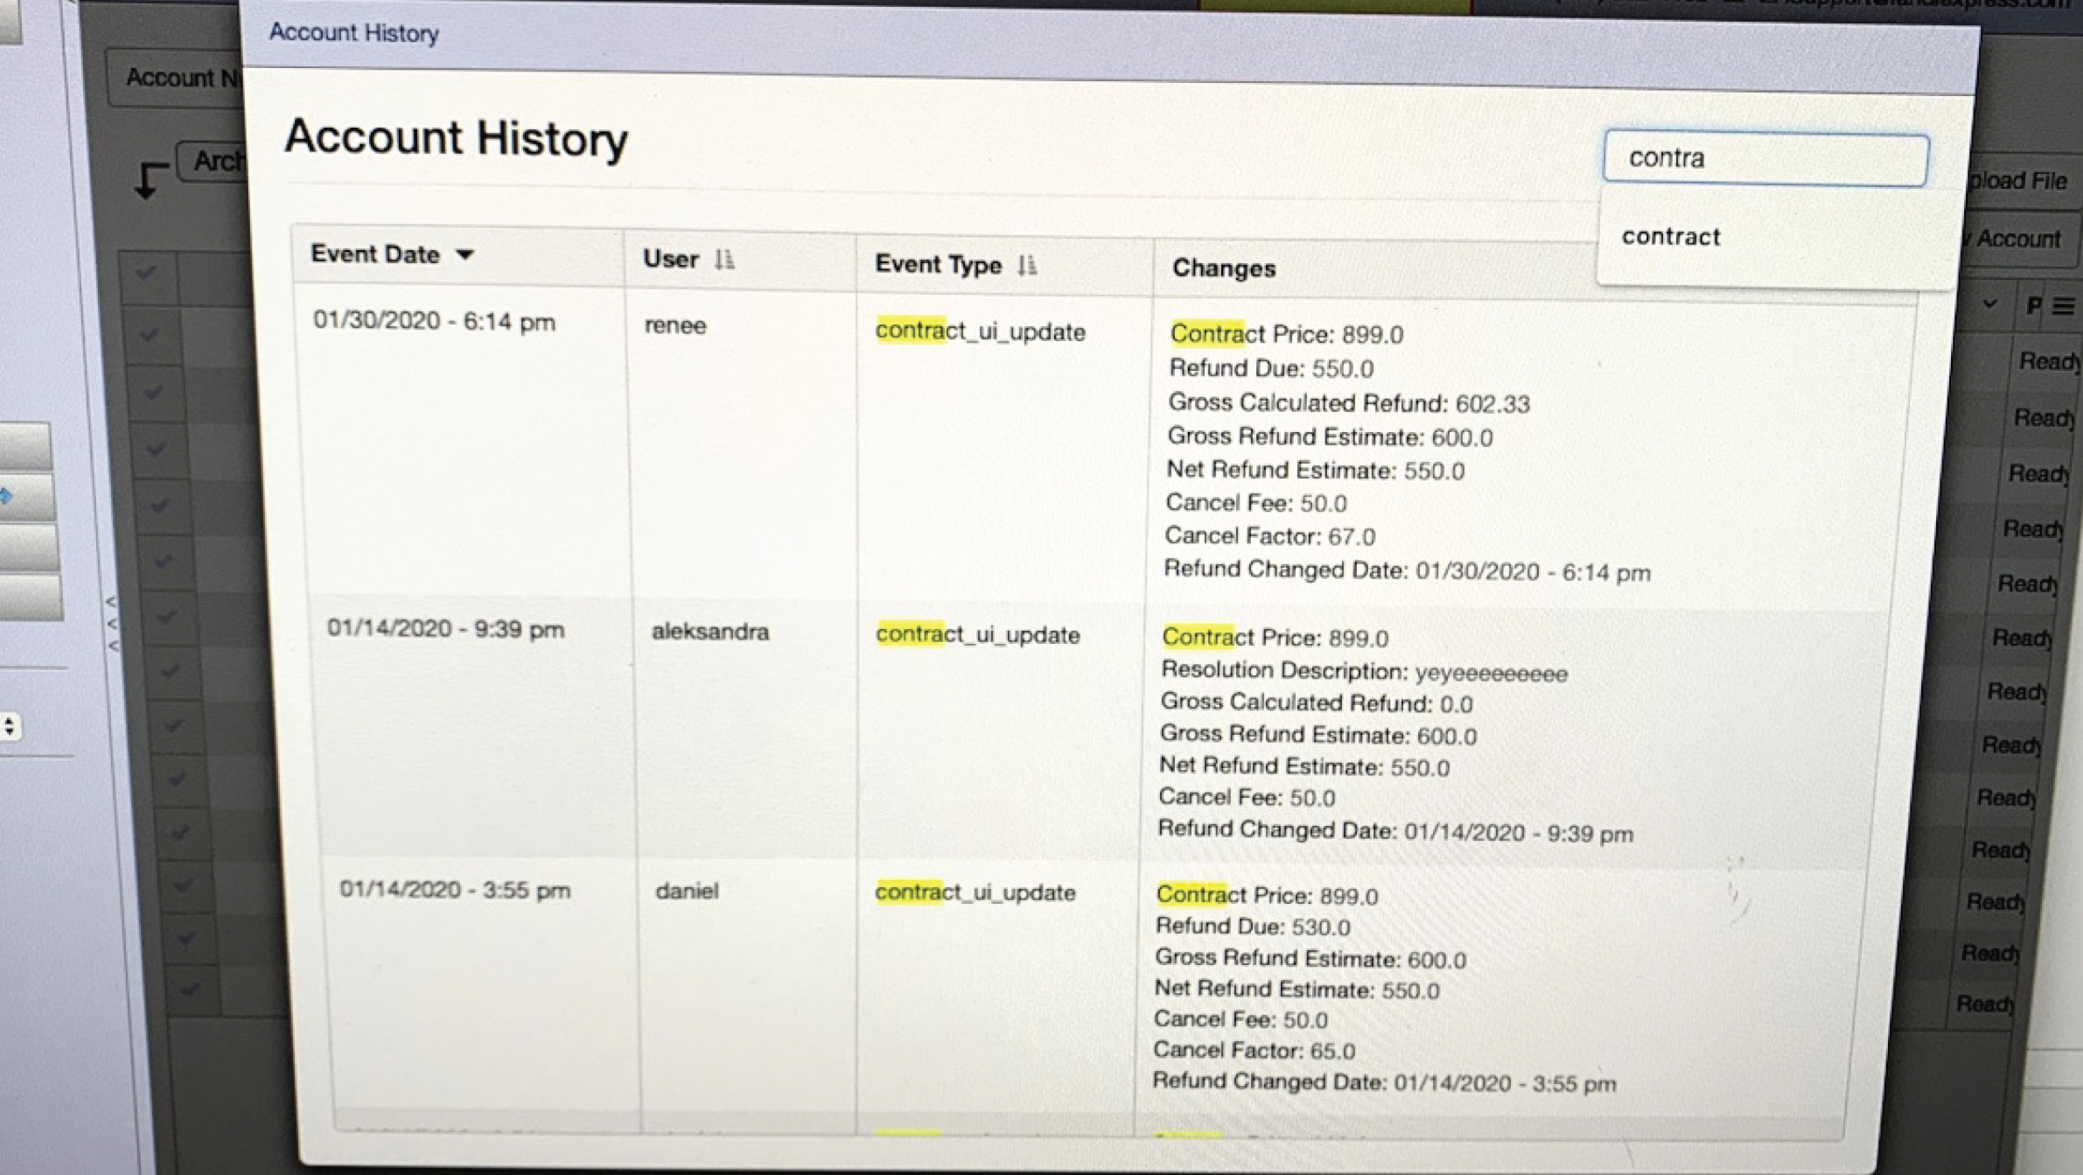 Account History
Account
Arch
Account History
contra
contract
pload File
Account
P
Event Date
User
Event Type
Changes
01/30/2020 - 6:14 pm
renee
contract_ui_update
Contract Price: 899.0
Refund Due: 550.0
Gross Calculated Refund: 602.33
Gross Refund Estimate: 600.0
Net Refund Estimate: 550.0
Cancel Fee: 50.0
Cancel Factor: 67.0
Refund Changed Date: 01/30/2020 - 6:14 pm
01/14/2020 - 9:39 pm
aleksandra
contract_ui_update
Contract Price: 899.0
Resolution Description: yeyeeeeeeeee
Gross Calculated Refund: 0.0
Gross Refund Estimate: 600.0
Net Refund Estimate: 550.0
Cancel Fee: 50.0
Refund Changed Date: 01/14/2020 - 9:39 pm
01/14/2020 - 3:55 pm
daniel
contract_ui_update
Contract Price: 899.0
Refund Due: 530.0
Gross Refund Estimate: 600.0
Net Refund Estimate: 550.0
Cancel Fee: 50.0
Cancel Factor: 65.0
Refund Changed Date: 01/14/2020 - 3:55 pm
Ready
Ready
Ready
Ready
Ready
Ready
Ready
Ready
Ready
Ready
Ready
Ready
Ready